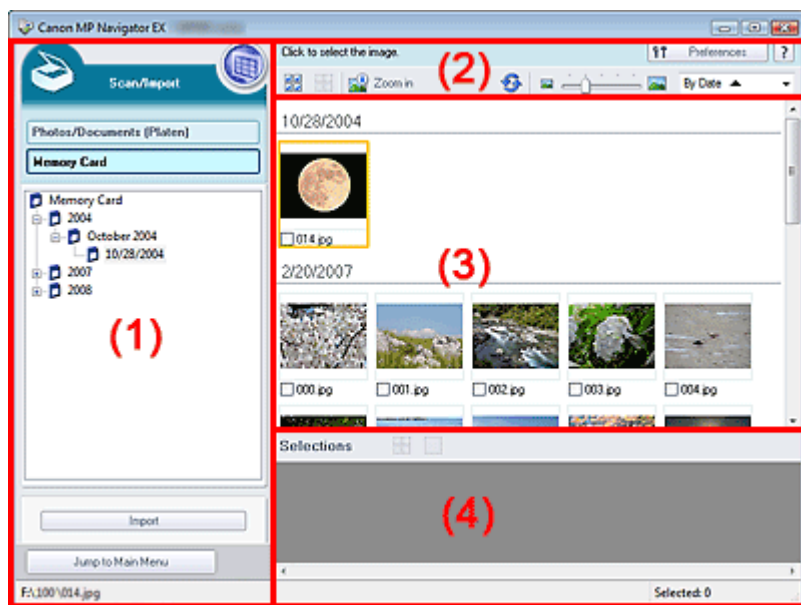 Canon MP Navigator EX
Click to select the image.
Preferences
?
Scan/Import
Zoom in
(2)
By Date
Photos/Documents (Platen)
Memory Card
Memory Card
2004
October 2004
10/28/2004
2007
2008
(1)
10/28/2004
014.jpg
2/20/2007
(3)
000.jpg
001.jpg
002.jpg
003.jpg
004.jpg
Selections
(4)
Import
Jump to Main Menu
F:\100\014.jpg
Selected: 0